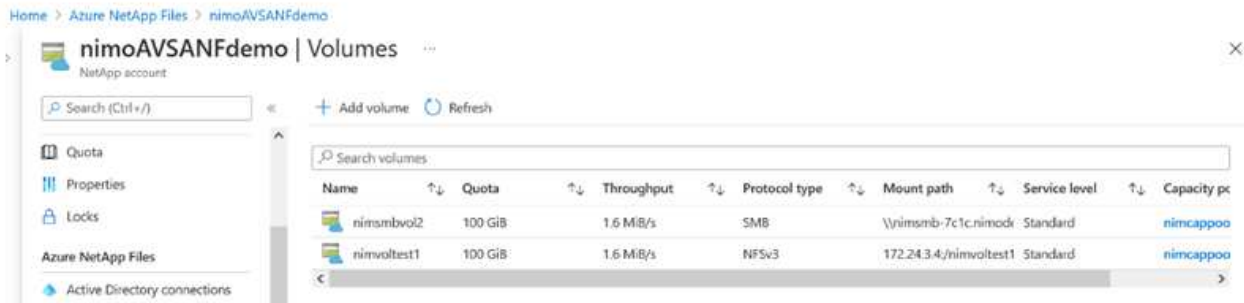 Home > Azure NetApp Files > nimoAVSANFdemo
nimoAVSANFdemo | Volumes ...
NetApp account
Search (Ctrl+/)
Add volume Refresh
Quota
Properties
Locks
Azure NetApp Files
Active Directory connections
Search volumes
Name Quota Throughput Protocol type Mount path Service level Capacity po
nimsmbvol2 100 GiB 1.6 MiB/s SMB \\nimsmb-7c1c.nimode Standard nimcappoo
nimvoltest1 100 GiB 1.6 MiB/s NFSv3 172.24.3.4:/nimvoltest1 Standard nimcappoo